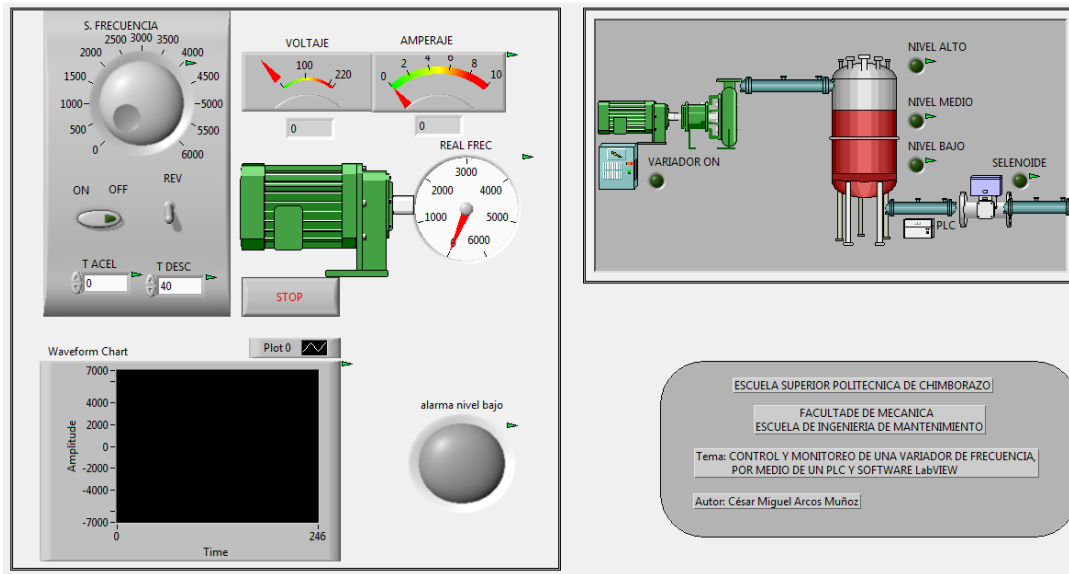 S. FRECUENCIA
0
500
1000
1500
2000
2500
3000
3500
4000
4500
5000
5500
6000
ON OFF
REV
T ACEL
0
T DESC
40
VOLTAJE
100
220
0
AMPERAJE
0
2
4
6
8
10
0
REAL FREC
0
1000
2000
3000
4000
5000
6000
STOP
Waveform Chart
Plot 0
Amplitude
7000
4000
2000
0
-2000
-4000
-7000
0
246
Time
alarma nivel bajo
VARIADOR ON
NIVEL ALTO
NIVEL MEDIO
NIVEL BAJO
SELENOIDE
PLC
ESCUELA SUPERIOR POLITECNICA DE CHIMBORAZO
FACULTADE DE MECANICA
ESCUELA DE INGENIERIA DE MANTENIMIENTO
Tema: CONTROL Y MONITOREO DE UNA VARIADOR DE FRECUENCIA,
POR MEDIO DE UN PLC Y SOFTWARE LabVIEW
Autor: César Miguel Arcos Muñoz